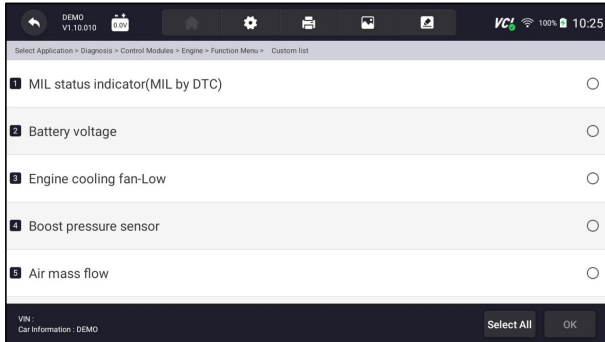 DEMO
V1.10.010
0.0V
VCI 100% 10:25
Select Application > Diagnosis > Control Modules > Engine > Function Menu > Custom list
1 MIL status indicator(MIL by DTC)
2 Battery voltage
3 Engine cooling fan-Low
4 Boost pressure sensor
5 Air mass flow
VIN :
Car Information : DEMO
Select All
OK